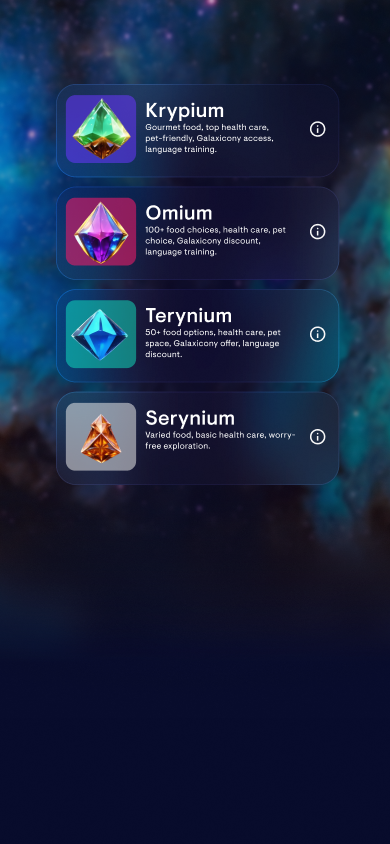 Krypium
Gourmet food, top health care,
pet-friendly, Galaxicony access,
language training.
Omium
100+ food choices, health care, pet
choice, Galaxicony discount,
language training.
Terynium
50+ food options, health care, pet
space, Galaxicony offer, language
discount.
Serynium
Varied food, basic health care, worry-
free exploration.